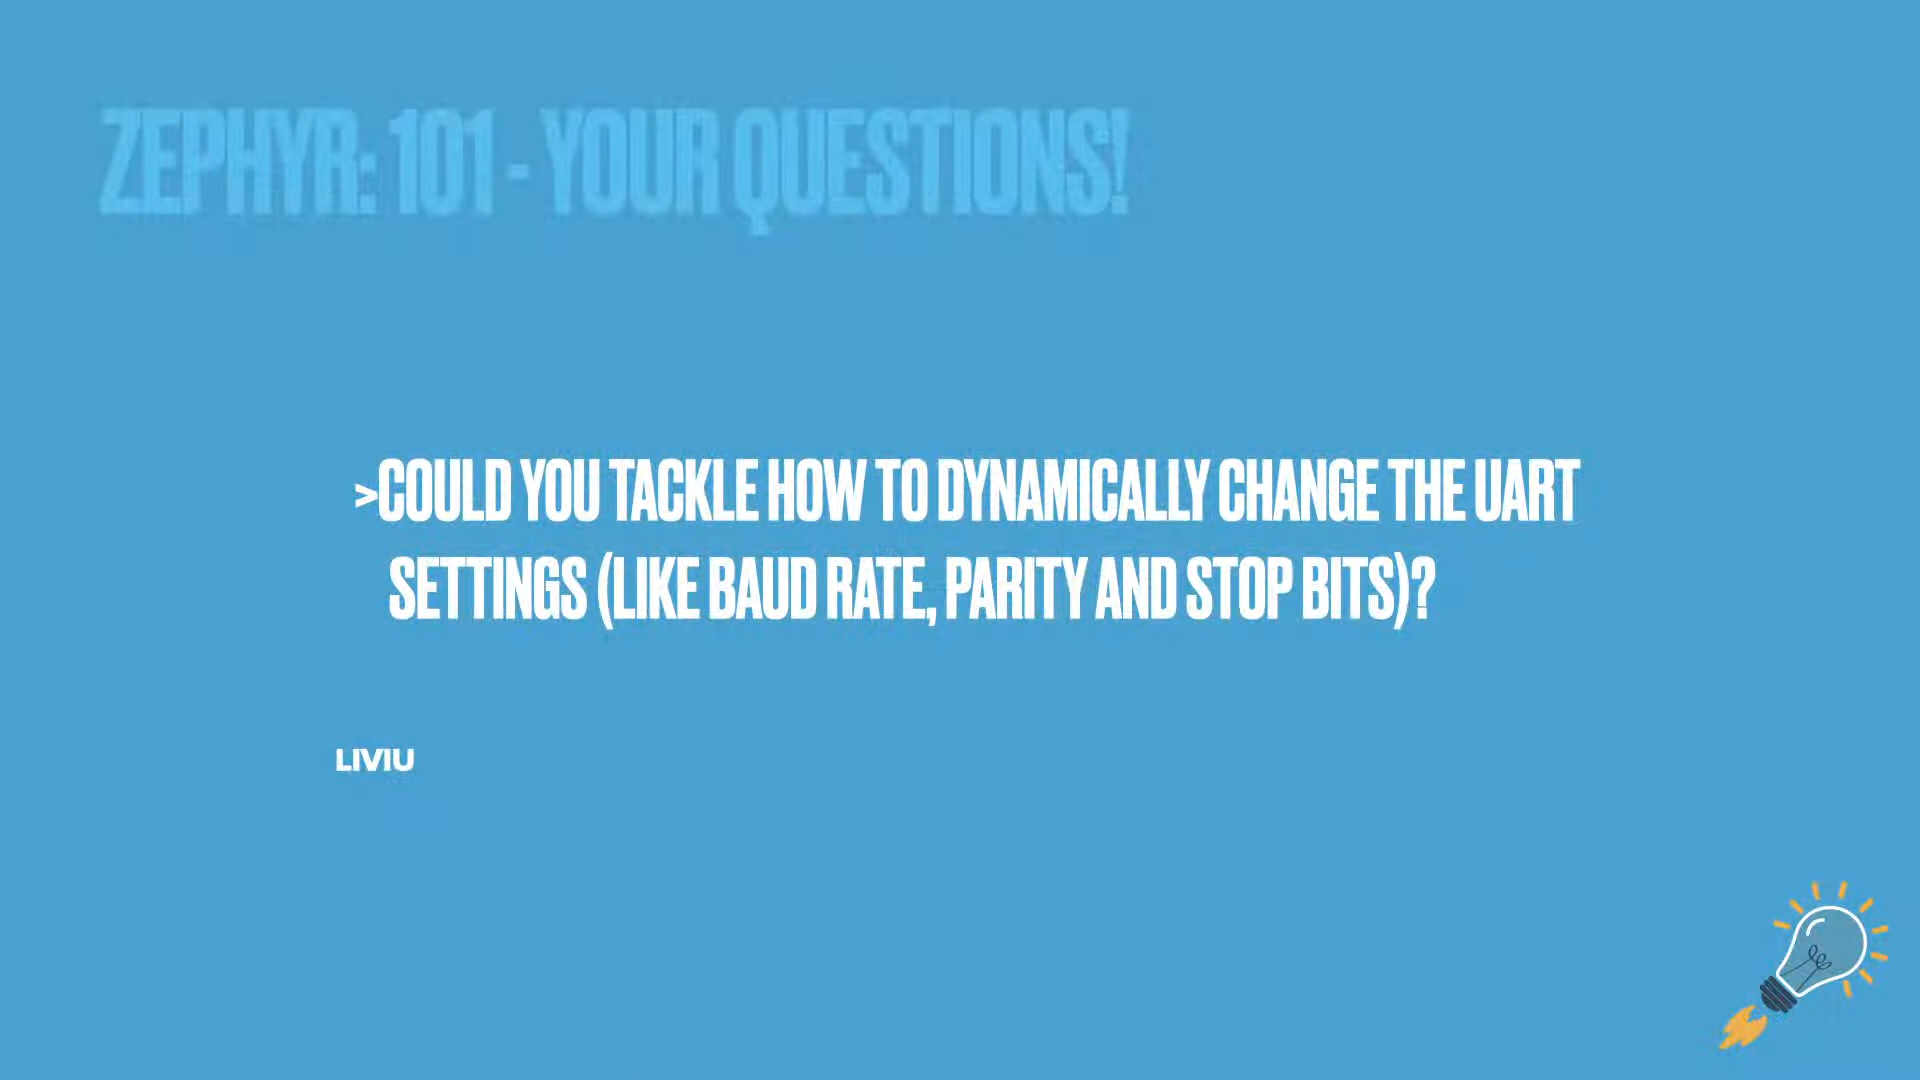 ZEPHYR: 101 - YOUR QUESTIONS!
>COULD YOU TACKLE HOW TO DYNAMICALLY CHANGE THE UART
SETTINGS (LIKE BAUD RATE, PARITY AND STOP BITS)?
LIVIU